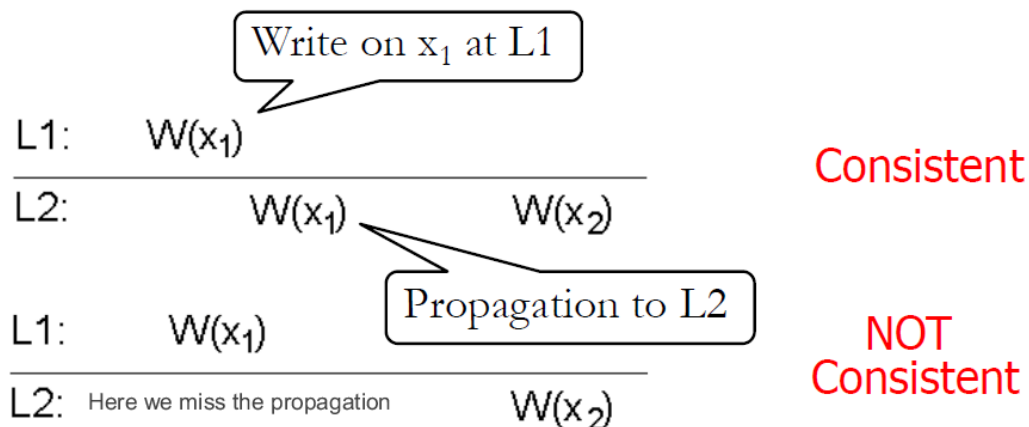 Write on x₁ at L1
L1: W(x₁)
Consistent
L2: W(x₁) W(x₂)
Propagation to L2
L1: W(x₁)
NOT
Consistent
L2: Here we miss the propagation W(x₂)